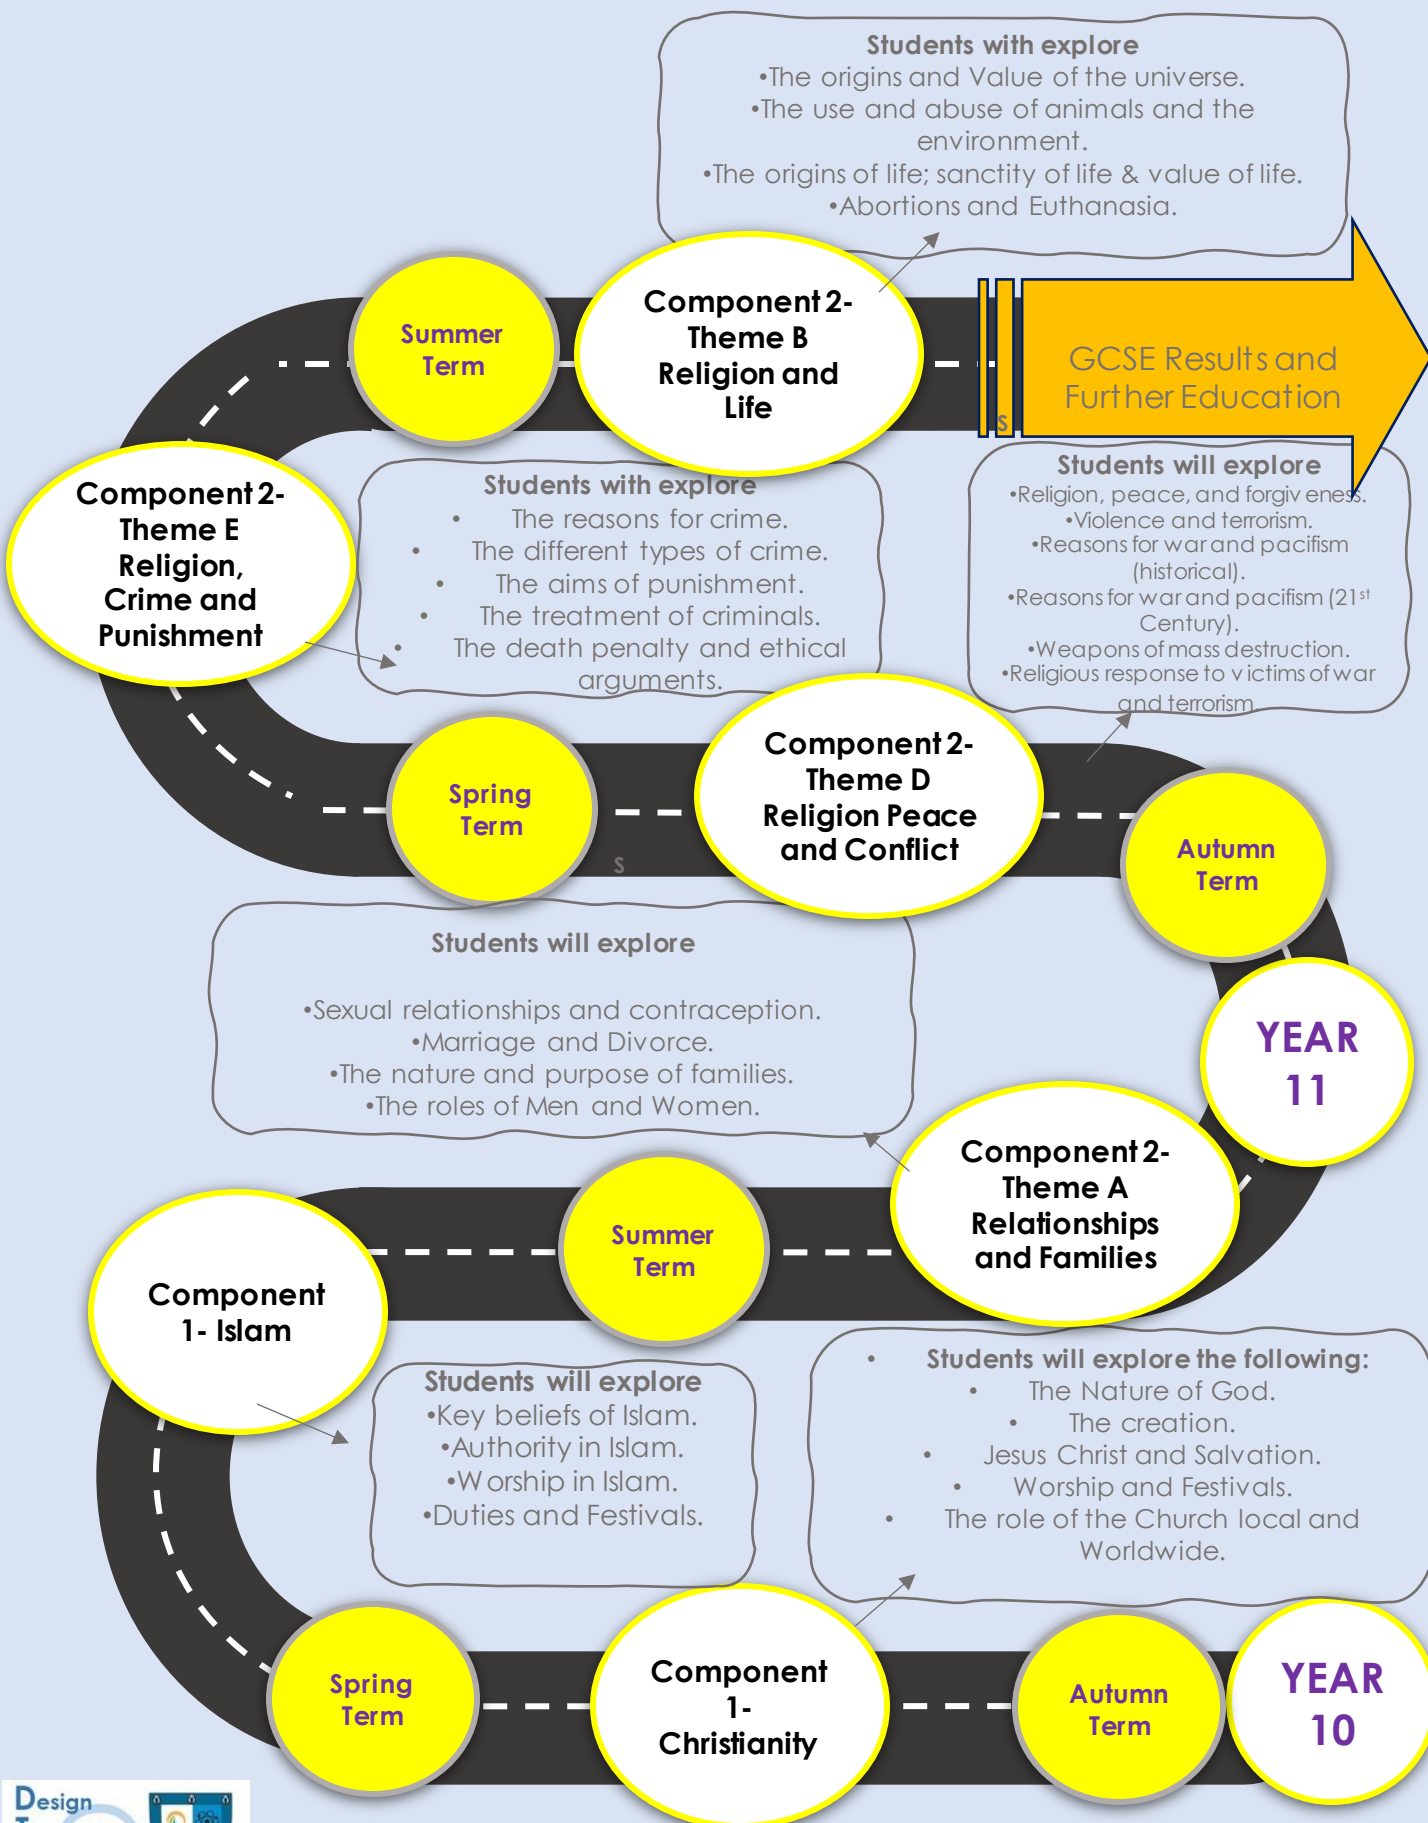 Students with explore
•The origins and Value of the universe.
•The use and abuse of animals and the
environment.
•The origins of life; sanctity of life & value of life.
•Abortions and Euthanasia.
Summer
Term
Component 2-
Theme B
Religion and
Life
GCSE Results and
Further Education
s
Component 2-
Theme E
Religion,
Crime and
Punishment
Students with explore
• The reasons for crime.
• The different types of crime.
• The aims of punishment.
• The treatment of criminals.
• The death penalty and ethical
arguments.
Students will explore
•Religion, peace, and forgiveness.
•Violence and terrorism.
•Reasons for war and pacifism
(historical).
•Reasons for war and pacifism (21st
Century).
•Weapons of mass destruction.
•Religious response to victims of war
and terrorism
Spring
Term
s
Component 2-
Theme D
Religion Peace
and Conflict
Autumn
Term
Students will explore
•Sexual relationships and contraception.
•Marriage and Divorce.
•The nature and purpose of families.
•The roles of Men and Women.
YEAR
11
Component 2-
Theme A
Relationships
and Families
Summer
Term
Component
1- Islam
Students will explore
•Key beliefs of Islam.
•Authority in Islam.
•Worship in Islam.
•Duties and Festivals.
• Students will explore the following:
• The Nature of God.
• The creation.
• Jesus Christ and Salvation.
• Worship and Festivals.
• The role of the Church local and
Worldwide.
Spring
Term
Component
1-
Christianity
Autumn
Term
YEAR
10
Design